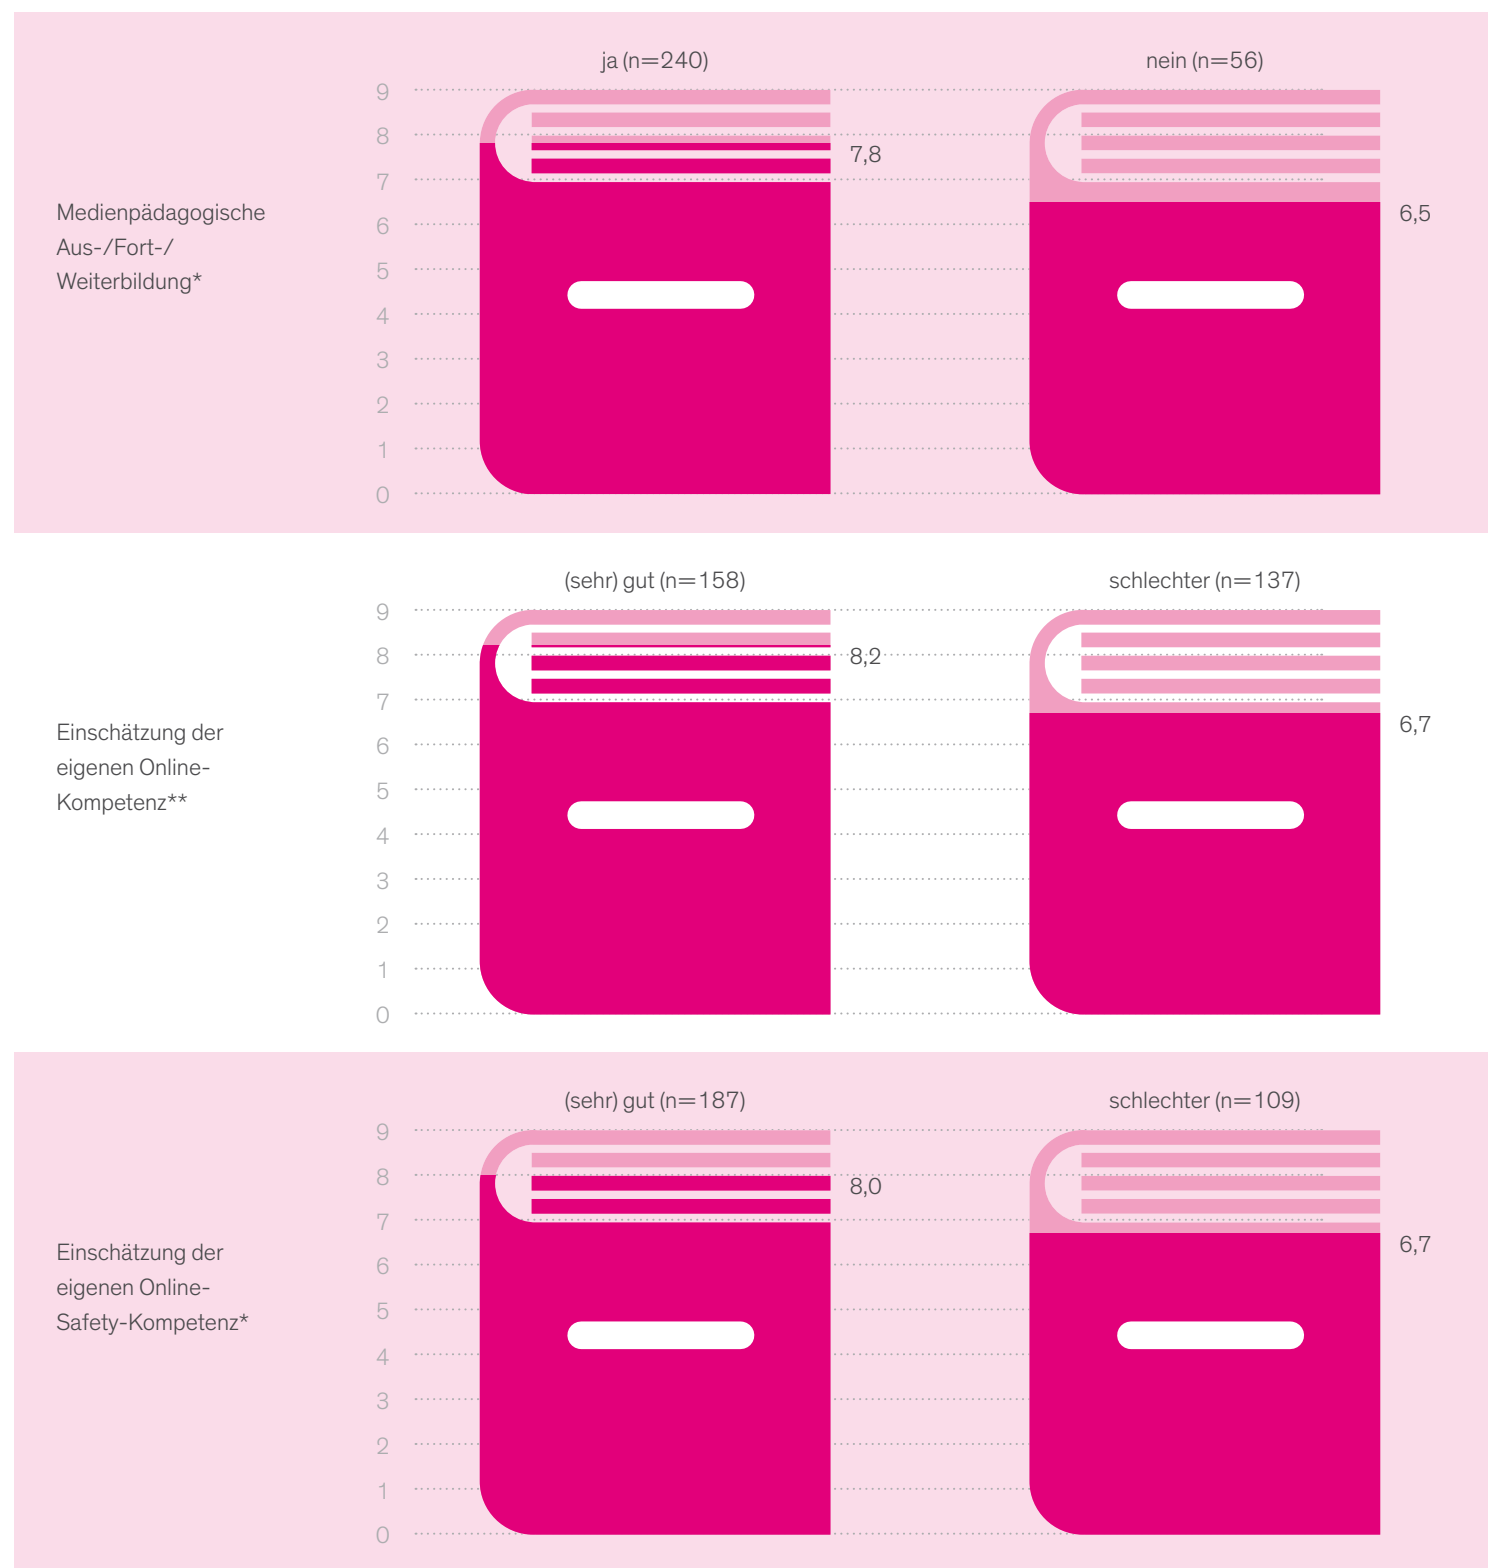 ja (n=240)
nein (n=56)
9
8
7
6
5
4
3
2
1
0
7,8
6,5
Medienpädagogische
Aus-/Fort-/
Weiterbildung*
(sehr) gut (n=158)
schlechter (n=137)
9
8
7
6
5
4
3
2
1
0
8,2
6,7
Einschätzung der
eigenen Online-
Kompetenz**
(sehr) gut (n=187)
schlechter (n=109)
9
8
7
6
5
4
3
2
1
0
8,0
6,7
Einschätzung der
eigenen Online-
Safety-Kompetenz*